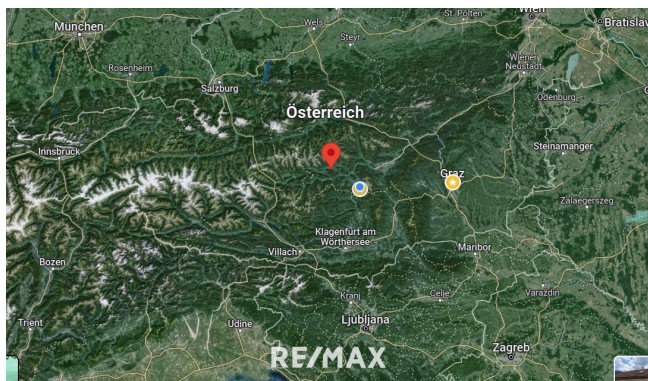 München
Wels
St. Pölten
Wien
Bratislav
Steyr
Rosenheim
Salzburg
Wiener
Neustadt
Ödenburg
Österreich
Innsbruck
Steinamanger
Graz
Zalaegerszeg
Klagenfurt am
Wörthersee
Villach
Maribor
Bozen
Kranj
Celje
Varaždin
Trient
Udine
Ljubljana
Zagreb
RE/MAX